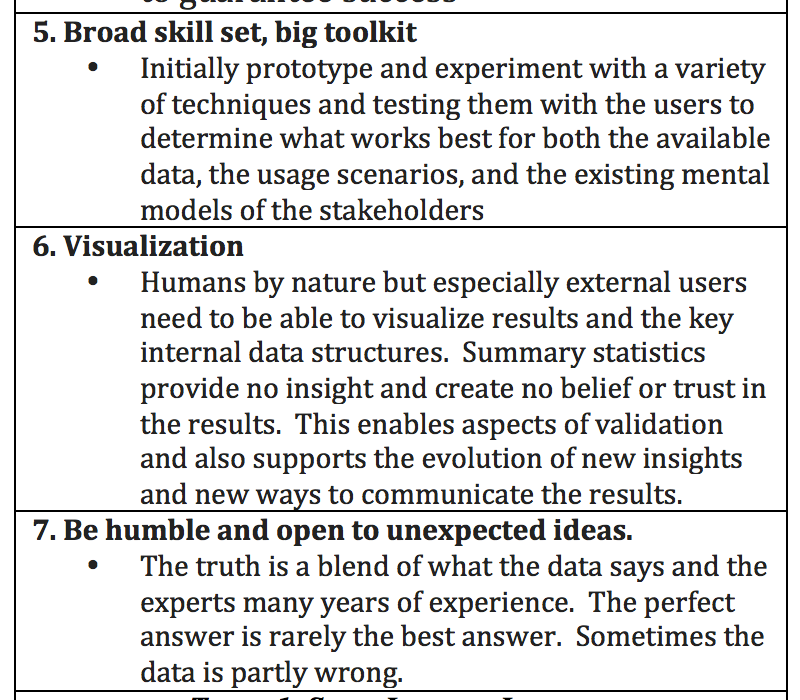 to guarantee success
5. Broad skill set, big toolkit
• Initially prototype and experiment with a variety
of techniques and testing them with the users to
determine what works best for both the available
data, the usage scenarios, and the existing mental
models of the stakeholders
6. Visualization
• Humans by nature but especially external users
need to be able to visualize results and the key
internal data structures.  Summary statistics
provide no insight and create no belief or trust in
the results.  This enables aspects of validation
and also supports the evolution of new insights
and new ways to communicate the results.
7. Be humble and open to unexpected ideas.
• The truth is a blend of what the data says and the
experts many years of experience.  The perfect
answer is rarely the best answer.  Sometimes the
data is partly wrong.